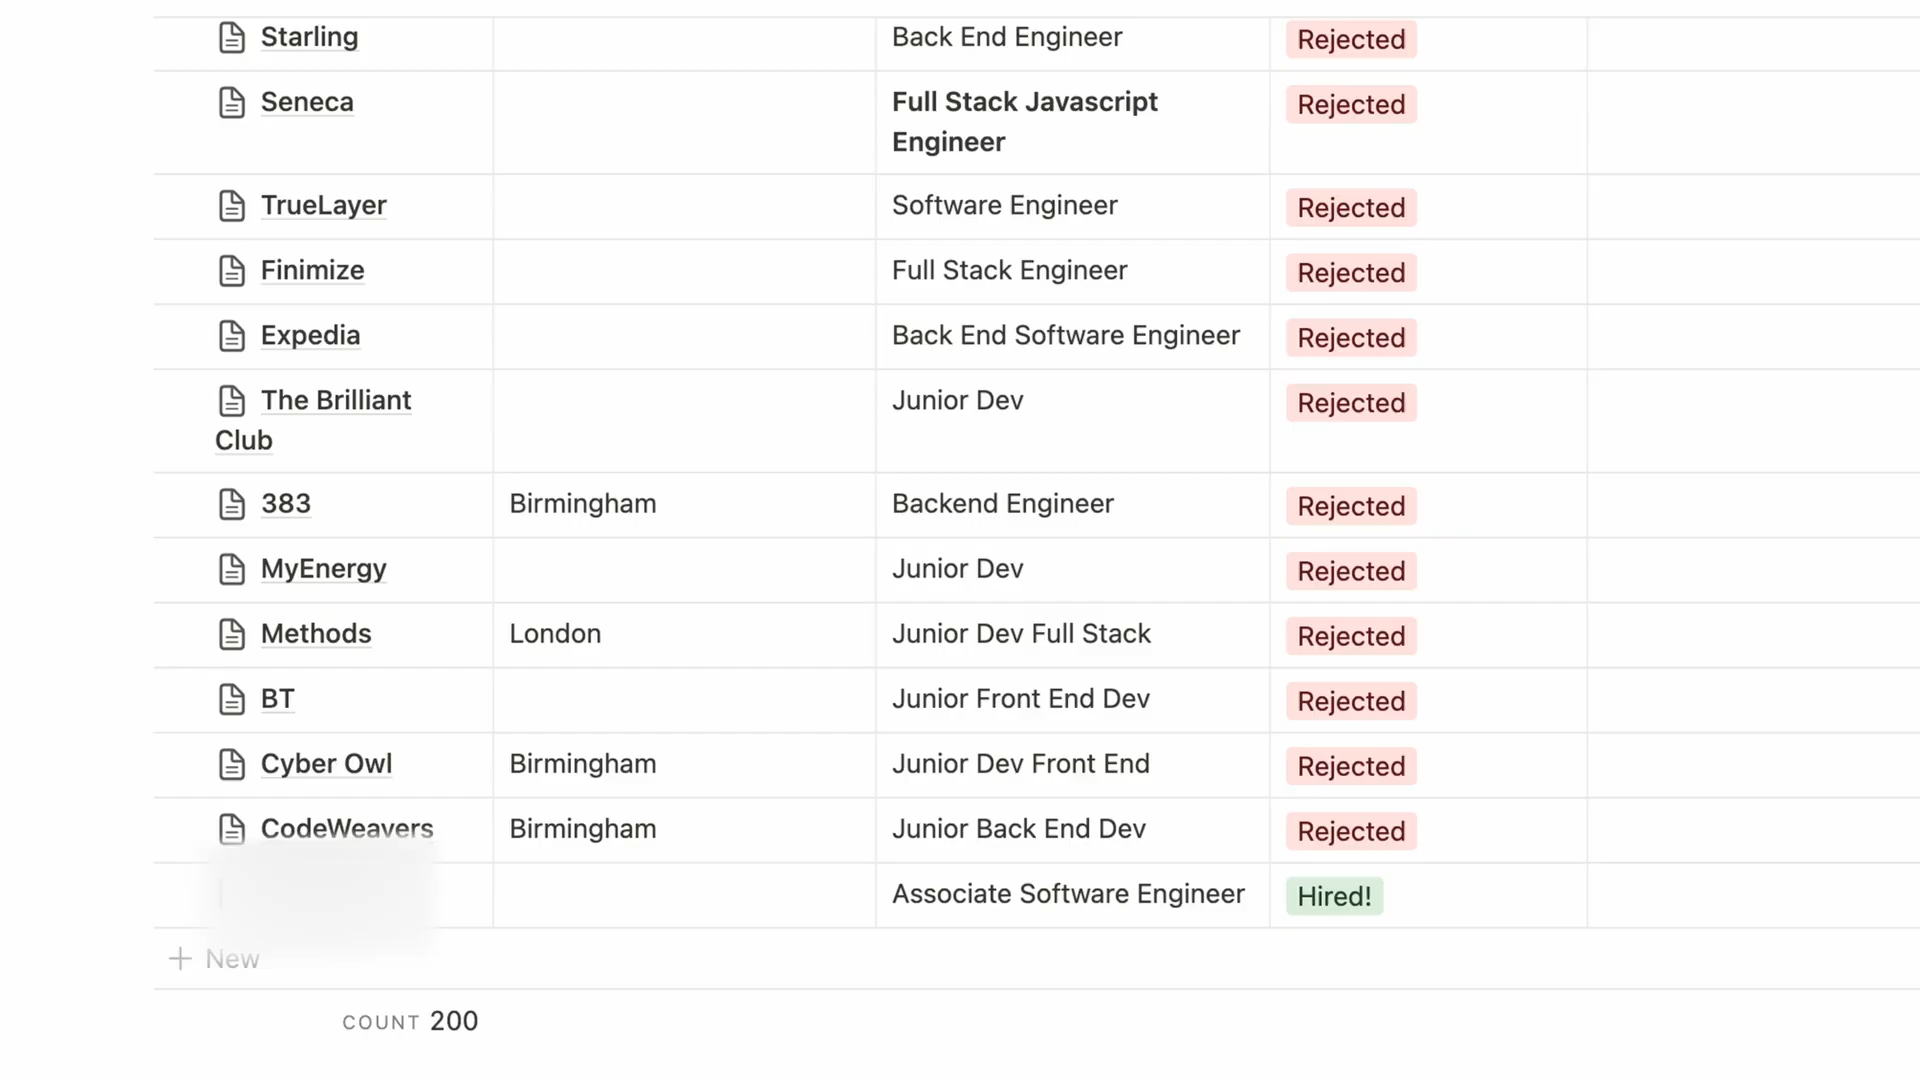 Starling Back End Engineer Rejected
Seneca Full Stack Javascript Rejected
Engineer
TrueLayer Software Engineer Rejected
Finimize Full Stack Engineer Rejected
Expedia Back End Software Engineer Rejected
The Brilliant Junior Dev Rejected
Club
383 Birmingham Backend Engineer Rejected
MyEnergy Junior Dev Rejected
Methods London Junior Dev Full Stack Rejected
BT Junior Front End Dev Rejected
Cyber Owl Birmingham Junior Dev Front End Rejected
CodeWeavers Birmingham Junior Back End Dev Rejected
Associate Software Engineer Hired!
+ New
COUNT 200